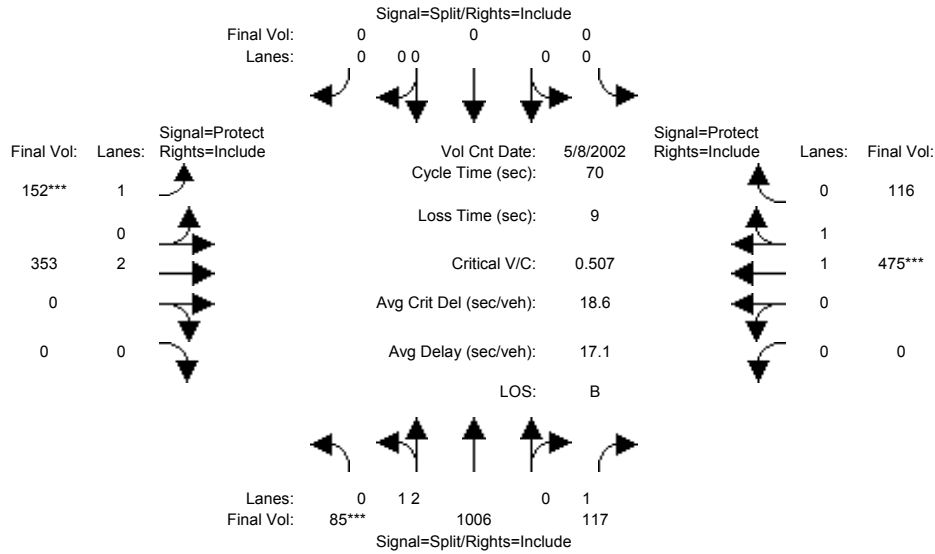 Signal=Split/Rights=Include
Final Vol: 0 0 0
Lanes: 0 0 0 0 0
Signal=Protect Signal=Protect
Final Vol: Lanes: Rights=Include Vol Cnt Date: 5/8/2002 Rights=Include Lanes: Final Vol:
Cycle Time (sec): 70
152*** 1 0 116
Loss Time (sec): 9
0 1
353 2 Critical V/C: 0.507 1 475***
0 Avg Crit Del (sec/veh): 18.6 0
0 0 Avg Delay (sec/veh): 17.1 0 0
LOS: B
Lanes: 0 1 2 0 1
Final Vol: 85*** 1006 117
Signal=Split/Rights=Include